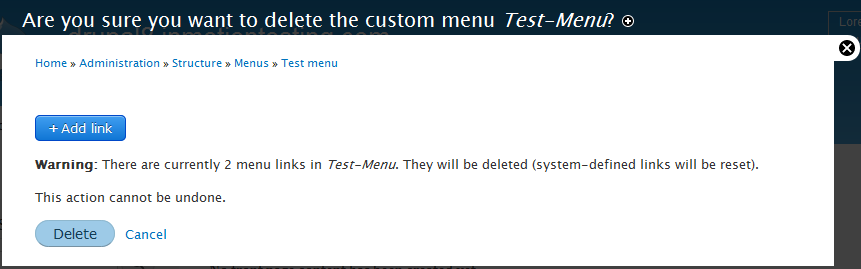 Are you sure you want to delete the custom menu Test-Menu?
Home » Administration » Structure » Menus » Test menu
+ Add link
Warning: There are currently 2 menu links in Test-Menu. They will be deleted (system-defined links will be reset).
This action cannot be undone.
Delete Cancel